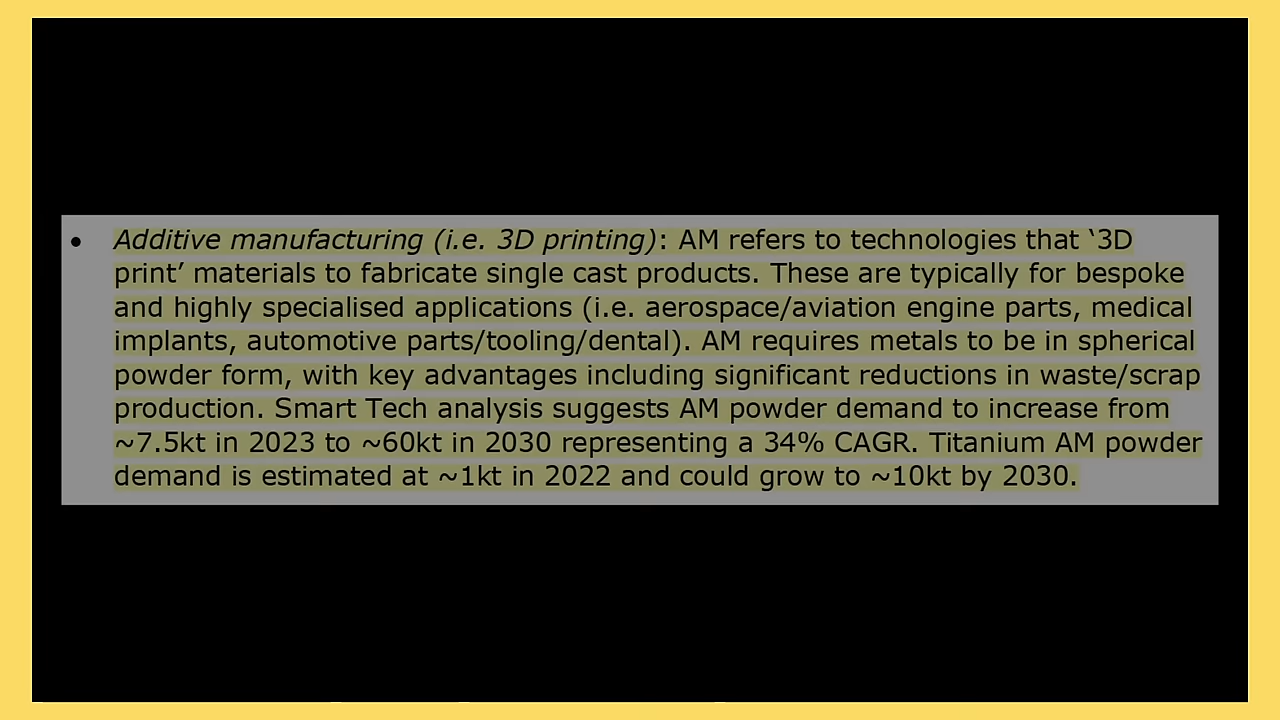 • Additive manufacturing (i.e. 3D printing): AM refers to technologies that ‘3D
print’ materials to fabricate single cast products. These are typically for bespoke
and highly specialised applications (i.e. aerospace/aviation engine parts, medical
implants, automotive parts/tooling/dental). AM requires metals to be in spherical
powder form, with key advantages including significant reductions in waste/scrap
production. Smart Tech analysis suggests AM powder demand to increase from
~7.5kt in 2023 to ~60kt in 2030 representing a 34% CAGR. Titanium AM powder
demand is estimated at ~1kt in 2022 and could grow to ~10kt by 2030.